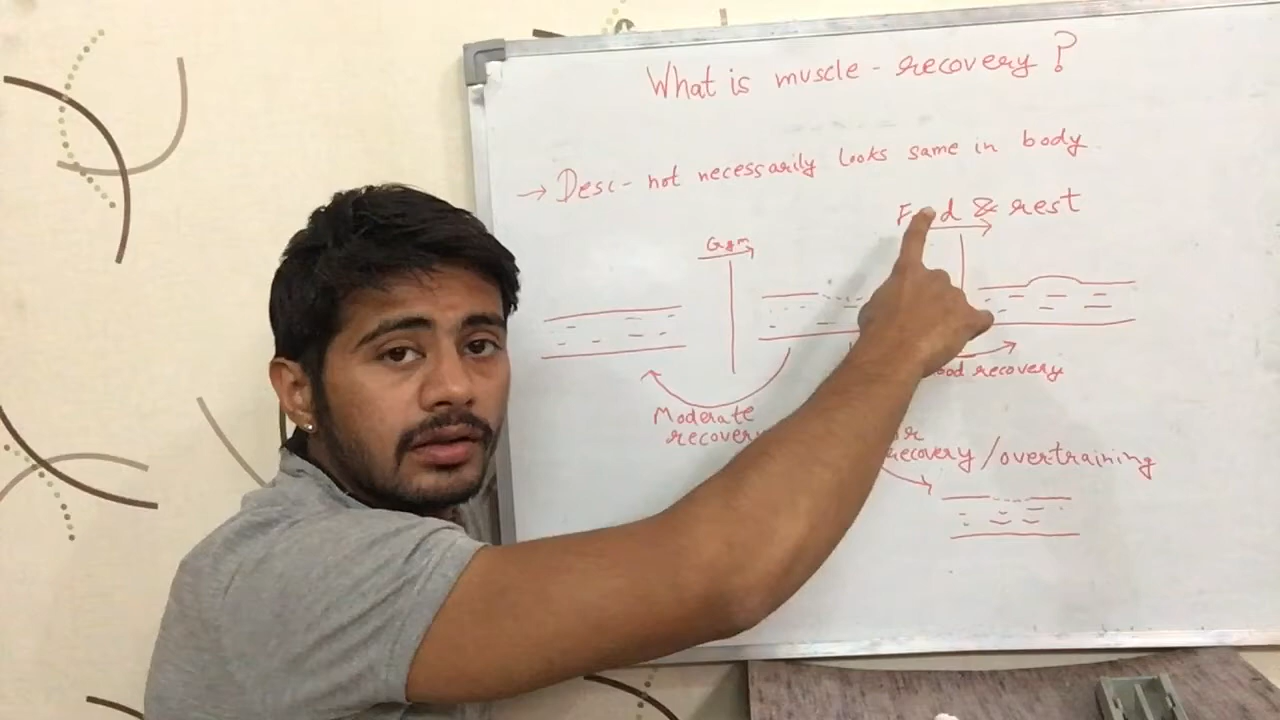 What is muscle - recovery?
→ Desc - not necessarily looks same in body
& rest
Gym
recovery
Moderate
recovery
recovery / overtraining